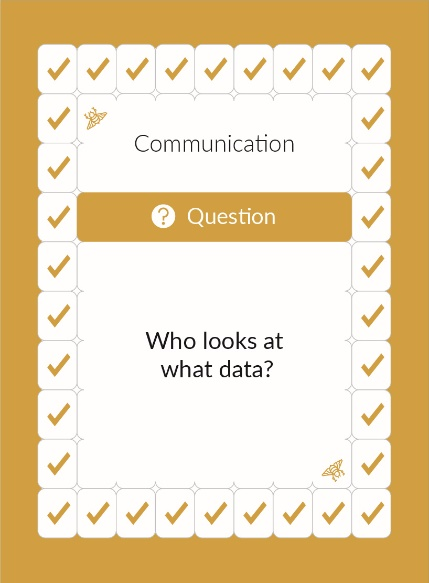 Communication
? Question
Who looks at
what data?